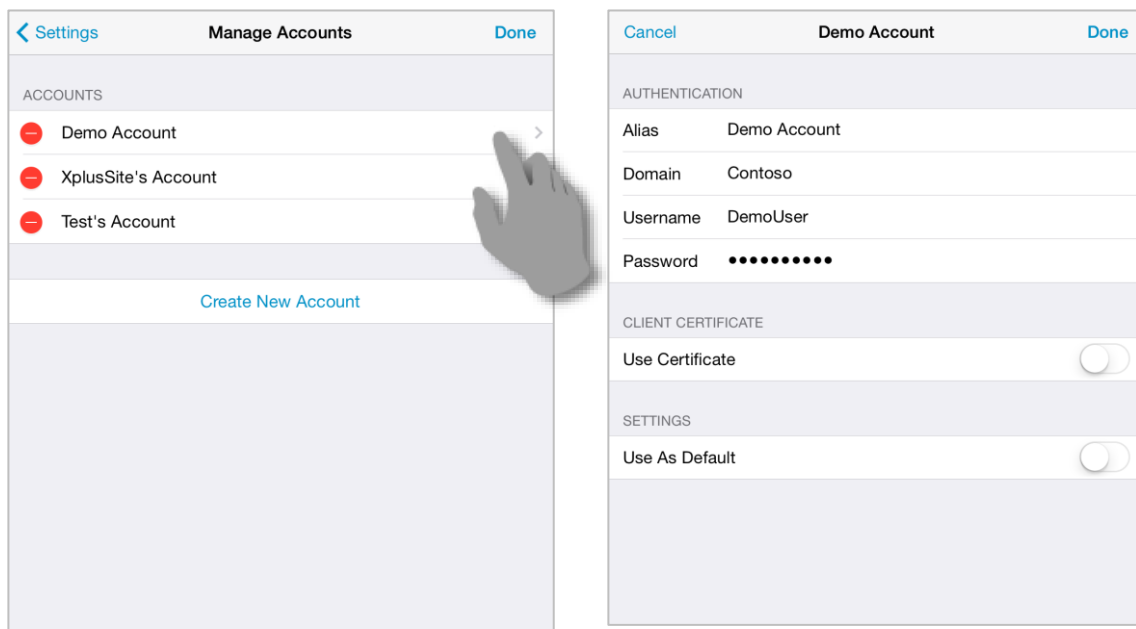 Settings Manage Accounts Done
ACCOUNTS
Demo Account
XplusSite's Account
Test's Account
Create New Account
Cancel Demo Account Done
AUTHENTICATION
Alias Demo Account
Domain Contoso
Username DemoUser
Password ••••••••••
CLIENT CERTIFICATE
Use Certificate
SETTINGS
Use As Default